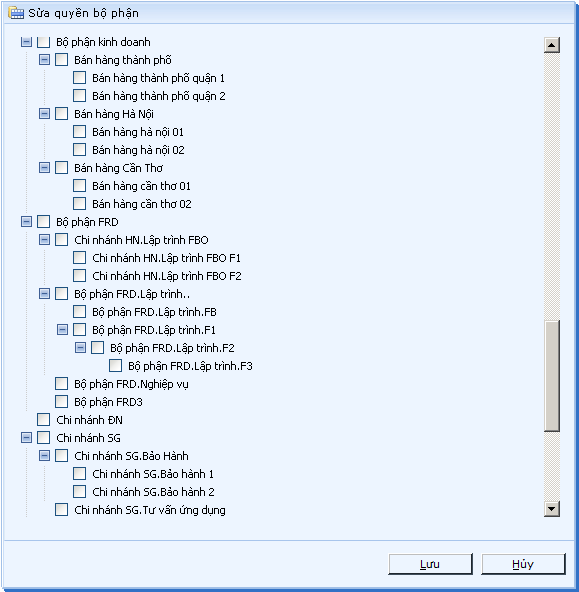 Sửa quyền bộ phận
Bộ phận kinh doanh
Bán hàng thành phố
Bán hàng thành phố quận 1
Bán hàng thành phố quận 2
Bán hàng Hà Nội
Bán hàng hà nội 01
Bán hàng hà nội 02
Bán hàng Cần Thơ
Bán hàng cần thơ 01
Bán hàng cần thơ 02
Bộ phận FRD
Chi nhánh HN.Lập trình FBO
Chi nhánh HN.Lập trình FBO F1
Chi nhánh HN.Lập trình FBO F2
Bộ phận FRD.Lập trình..
Bộ phận FRD.Lập trình.FB
Bộ phận FRD.Lập trình.F1
Bộ phận FRD.Lập trình.F2
Bộ phận FRD.Lập trình.F3
Bộ phận FRD.Nghiệp vụ
Bộ phận FRD3
Chi nhánh ĐN
Chi nhánh SG
Chi nhánh SG.Bảo Hành
Chi nhánh SG.Bảo hành 1
Chi nhánh SG.Bảo hành 2
Chi nhánh SG.Tư vấn ứng dụng
Lưu Hủy